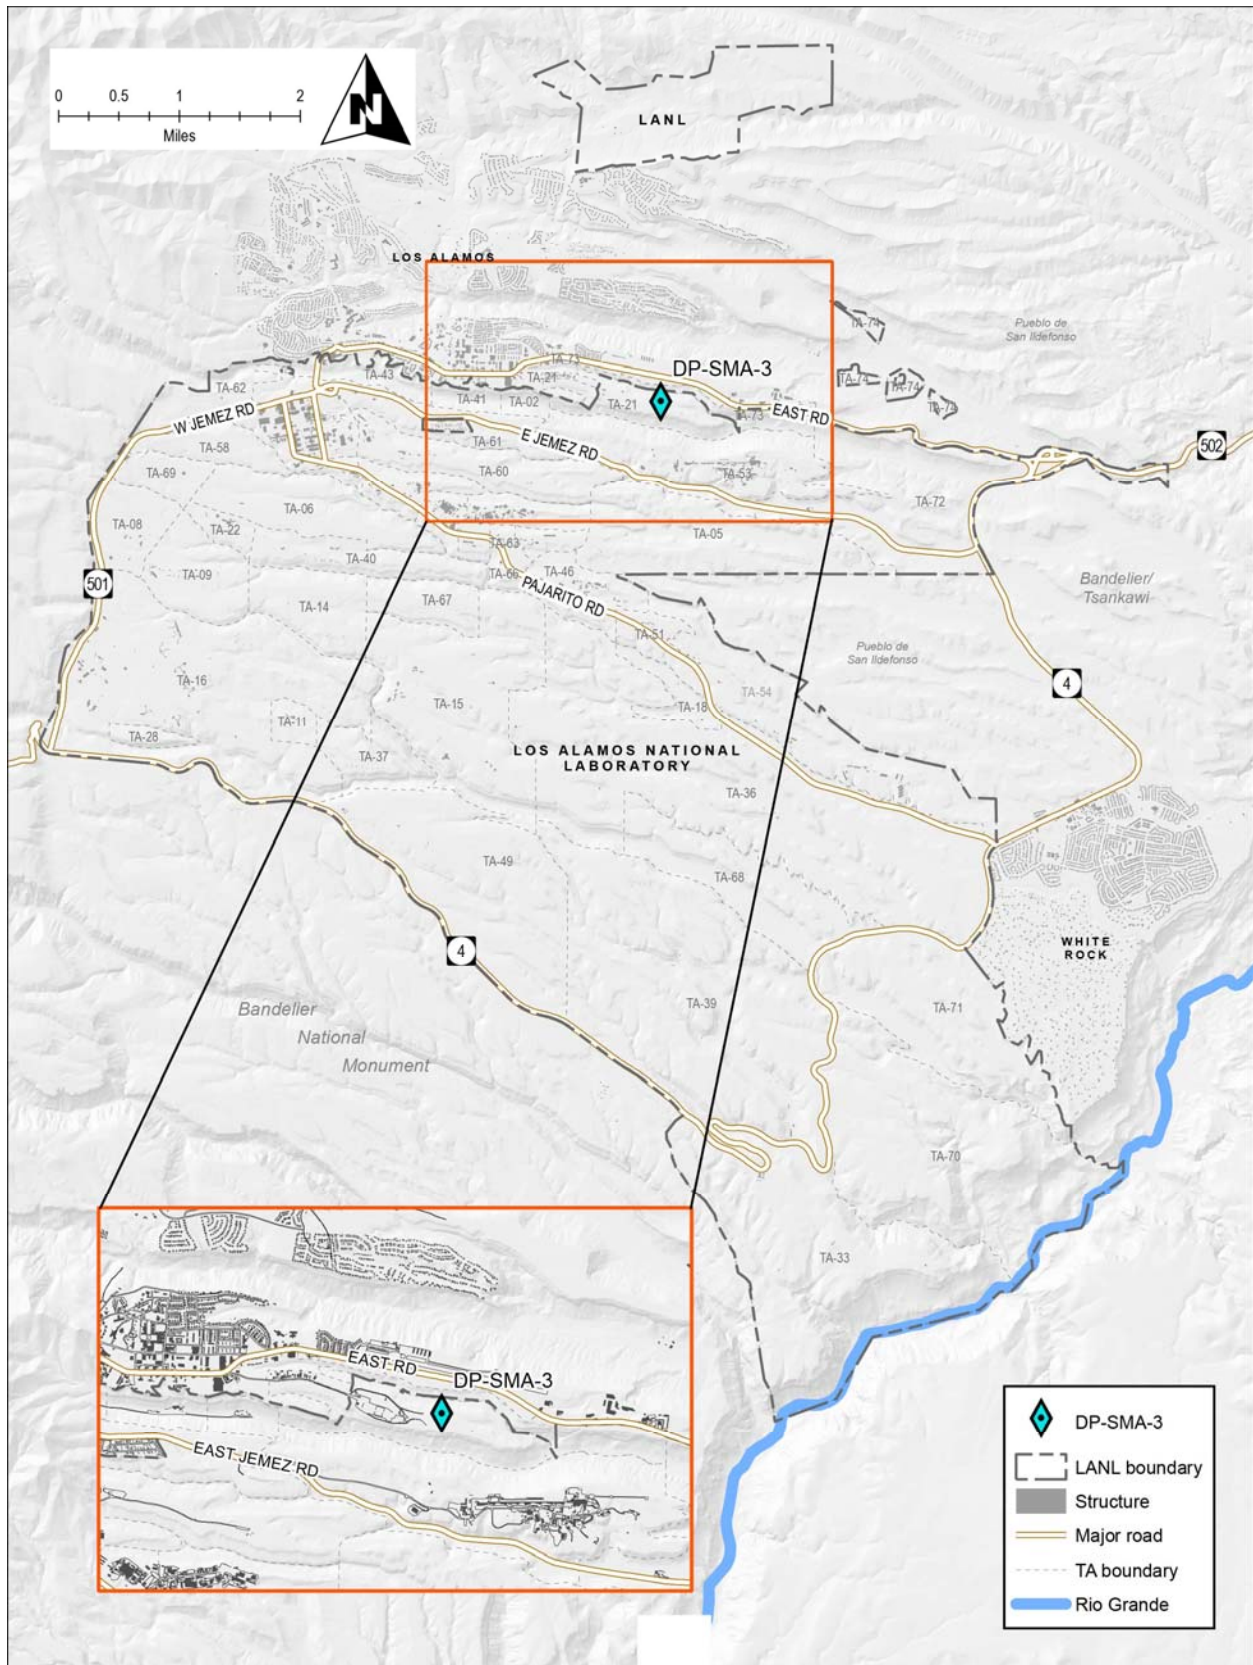 0 0.5 1 2
Miles
N
LANL
LOS ALAMOS
Pueblo de
San Ildefonso
TA-74
TA-74
TA-74
TA-74
TA-73
DP-SMA-3
TA-21
TA-43
TA-62
TA-41
TA-02
TA-21
TA-73
EAST RD
W JEMEZ RD
E JEMEZ RD
502
TA-58
TA-61
TA-69
TA-60
TA-53
TA-72
TA-06
TA-08
TA-22
TA-05
TA-63
TA-40
TA-09
TA-66
TA-46
501
PAJARITO RD
Bandelier/
Tsankawi
TA-14
TA-67
TA-51
Pueblo de
San Ildefonso
TA-16
4
TA-54
TA-15
TA-18
TA-11
TA-28
TA-37
LOS ALAMOS NATIONAL
LABORATORY
TA-36
TA-49
TA-68
WHITE
ROCK
4
TA-39
TA-71
Bandelier
National
Monument
TA-70
TA-33
EAST RD
DP-SMA-3
EAST JEMEZ RD
DP-SMA-3
LANL boundary
Structure
Major road
TA boundary
Rio Grande